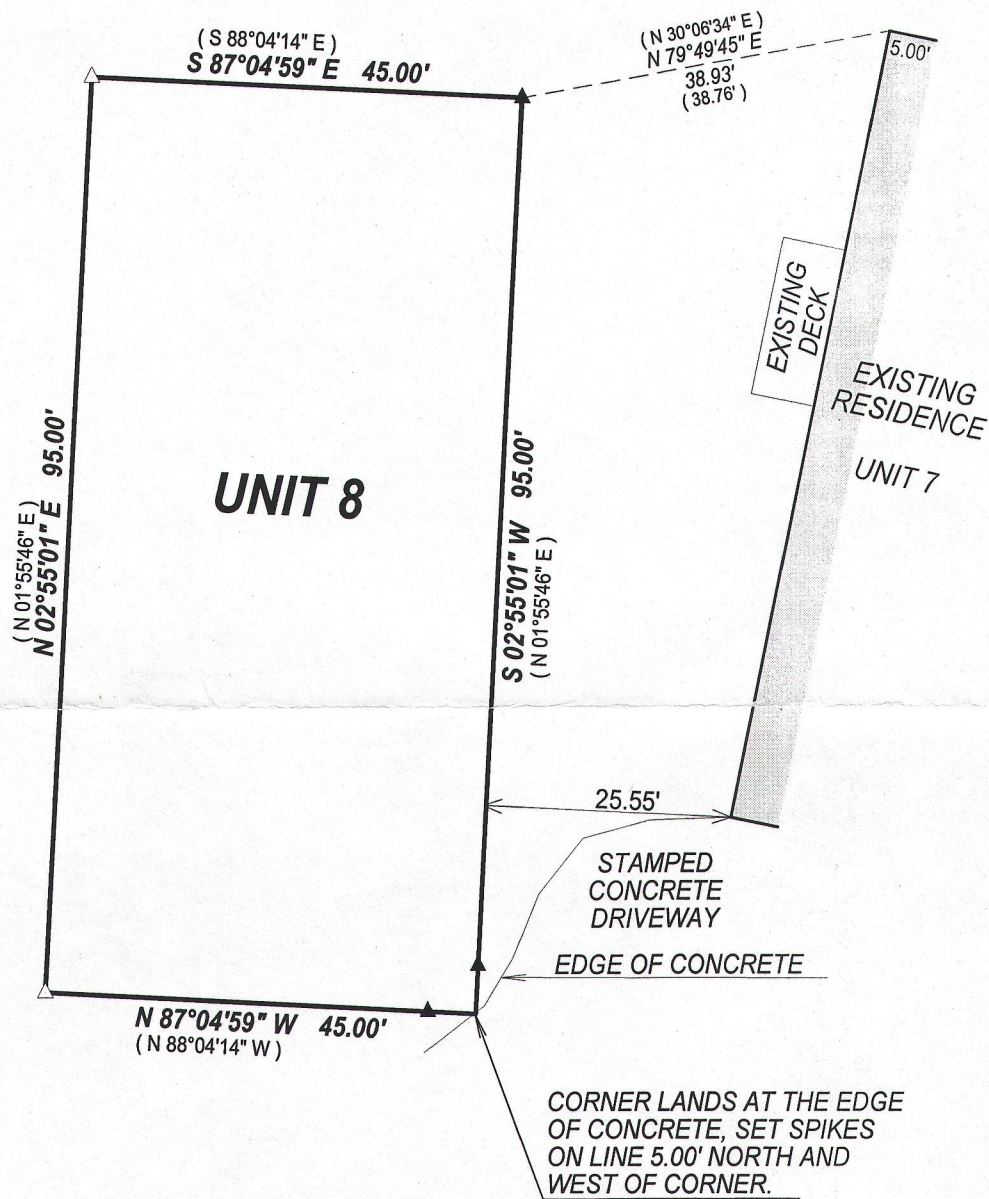 ( S 88°04'14" E )
S 87°04'59" E 45.00'
( N 30°06'34" E )
N 79°49'45" E
38.93'
( 38.76' )
5.00'
EXISTING
DECK
EXISTING
RESIDENCE
UNIT 7
( N 01°55'46" E )
N 02°55'01" E 95.00'
UNIT 8
S 02°55'01" W 95.00'
( N 01°55'46" E )
25.55'
STAMPED
CONCRETE
DRIVEWAY
EDGE OF CONCRETE
N 87°04'59" W 45.00'
( N 88°04'14" W )
CORNER LANDS AT THE EDGE
OF CONCRETE, SET SPIKES
ON LINE 5.00' NORTH AND
WEST OF CORNER.